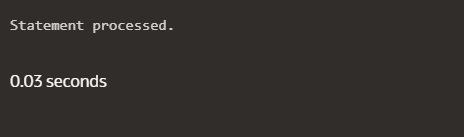 Statement processed.
0.03 seconds